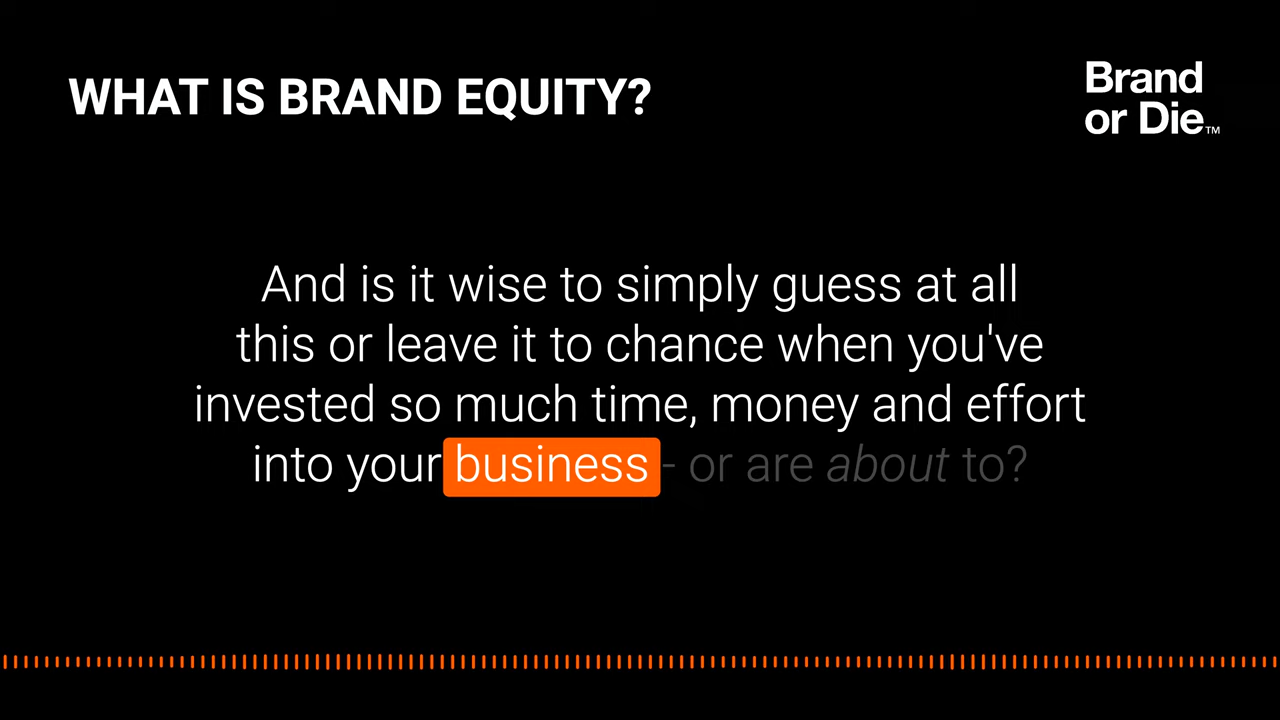 WHAT IS BRAND EQUITY?
Brand
or Die™
And is it wise to simply guess at all
this or leave it to chance when you've
invested so much time, money and effort
into your business - or are about to?